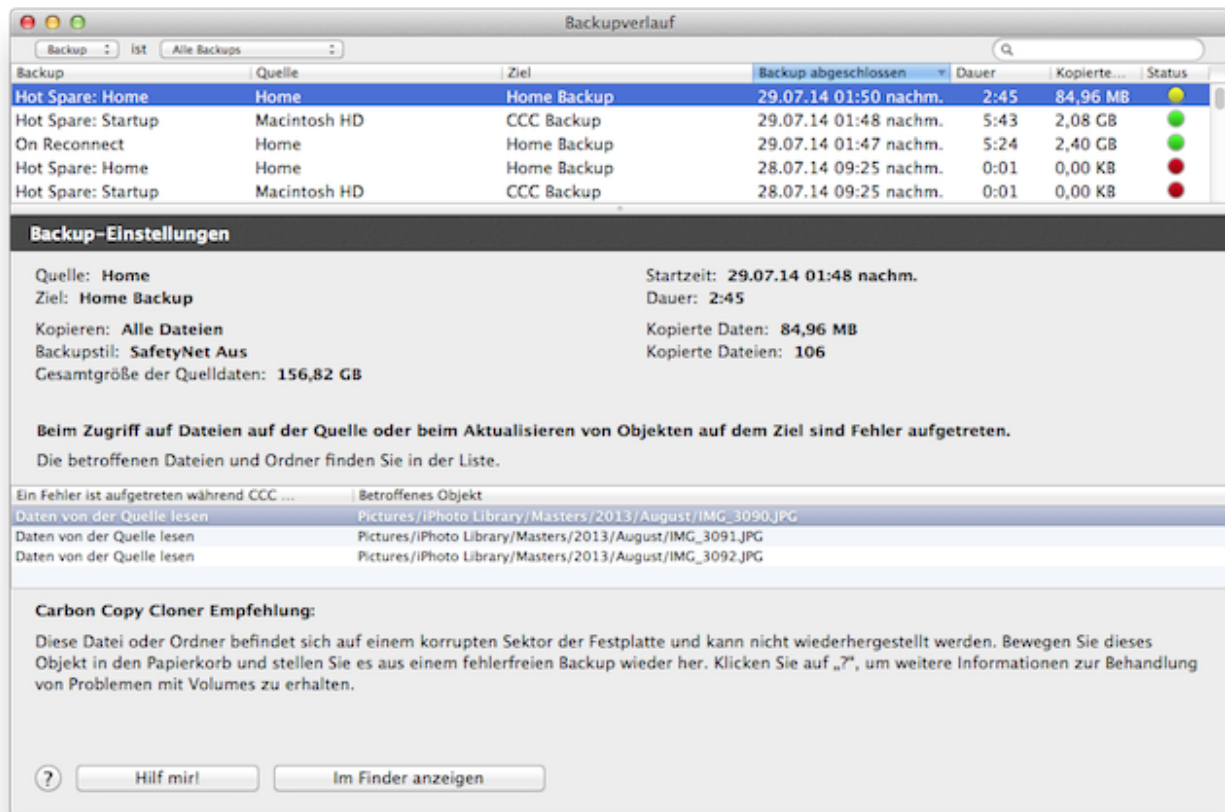 Backupverlauf
Backup ist Alle Backups
Backup Quelle Ziel Backup abgeschlossen Dauer Kopierte... Status
Hot Spare: Home Home Home Backup 29.07.14 01:50 nachm. 2:45 84,96 MB
Hot Spare: Startup Macintosh HD CCC Backup 29.07.14 01:48 nachm. 5:43 2,08 GB
On Reconnect Home Home Backup 29.07.14 01:47 nachm. 5:24 2,40 GB
Hot Spare: Home Home Home Backup 28.07.14 09:25 nachm. 0:01 0,00 KB
Hot Spare: Startup Macintosh HD CCC Backup 28.07.14 09:25 nachm. 0:01 0,00 KB
Backup-Einstellungen
Quelle: Home Startzeit: 29.07.14 01:48 nachm.
Ziel: Home Backup Dauer: 2:45
Kopieren: Alle Dateien Kopierte Daten: 84,96 MB
Backupstil: SafetyNet Aus Kopierte Dateien: 106
Gesamtgröße der Quelldaten: 156,82 GB
Beim Zugriff auf Dateien auf der Quelle oder beim Aktualisieren von Objekten auf dem Ziel sind Fehler aufgetreten.
Die betroffenen Dateien und Ordner finden Sie in der Liste.
Ein Fehler ist aufgetreten während CCC ... Betroffenes Objekt
Daten von der Quelle lesen Pictures/iPhoto Library/Masters/2013/August/IMG_3090.JPG
Daten von der Quelle lesen Pictures/iPhoto Library/Masters/2013/August/IMG_3091.JPG
Daten von der Quelle lesen Pictures/iPhoto Library/Masters/2013/August/IMG_3092.JPG
Carbon Copy Cloner Empfehlung:
Diese Datei oder Ordner befindet sich auf einem korrupten Sektor der Festplatte und kann nicht wiederhergestellt werden. Bewegen Sie dieses
Objekt in den Papierkorb und stellen Sie es aus einem fehlerfreien Backup wieder her. Klicken Sie auf „?", um weitere Informationen zur Behandlung
von Problemen mit Volumes zu erhalten.
? Hilf mir! Im Finder anzeigen